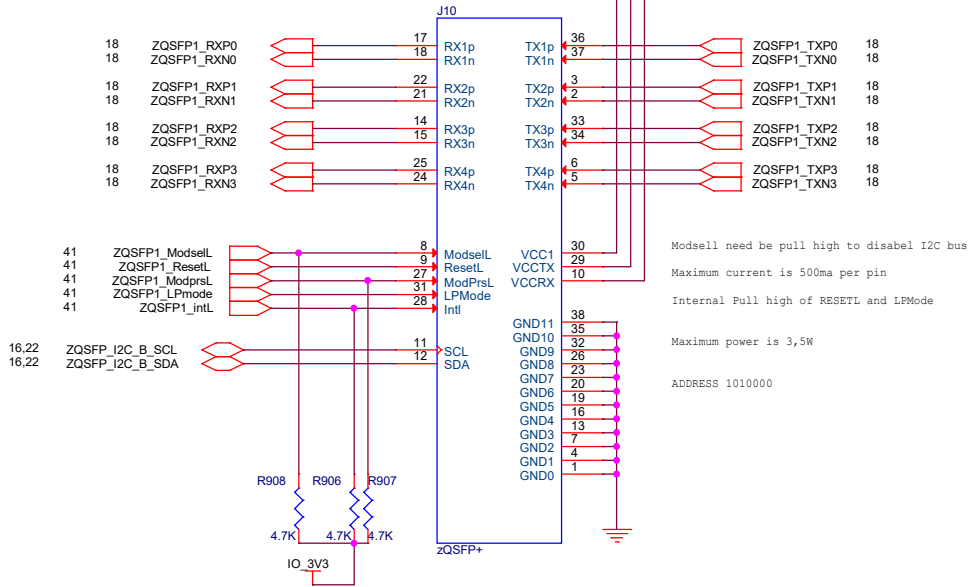 J10
18 ZQSFP1_RXP0 17 RX1p TX1p 36 ZQSFP1_TXP0 18
18 ZQSFP1_RXN0 18 RX1n TX1n 37 ZQSFP1_TXN0 18
18 ZQSFP1_RXP1 22 RX2p TX2p 3 ZQSFP1_TXP1 18
18 ZQSFP1_RXN1 21 RX2n TX2n 2 ZQSFP1_TXN1 18
18 ZQSFP1_RXP2 14 RX3p TX3p 33 ZQSFP1_TXP2 18
18 ZQSFP1_RXN2 15 RX3n TX3n 34 ZQSFP1_TXN2 18
18 ZQSFP1_RXP3 25 RX4p TX4p 6 ZQSFP1_TXP3 18
18 ZQSFP1_RXN3 24 RX4n TX4n 5 ZQSFP1_TXN3 18
41 ZQSFP1_ModselL 8 ModselL VCC1 30
41 ZQSFP1_ResetL 9 ResetL VCCTX 29
41 ZQSFP1_ModprsL 27 ModPrsL VCCRX 10
41 ZQSFP1_LPmode 31 LPMode
41 ZQSFP1_intL 28 Intl
Modsell need be pull high to disabel I2C bus
Maximum current is 500ma per pin
Internal Pull high of RESETL and LPMode
Maximum power is 3,5W
ADDRESS 1010000
GND11 38
GND10 35
GND9 32
GND8 26
GND7 23
GND6 20
GND5 19
GND4 16
GND3 13
GND2 7
GND1 4
GND0 1
16,22 ZQSFP_I2C_B_SCL 11 SCL
16,22 ZQSFP_I2C_B_SDA 12 SDA
R908 R906 R907
4.7K 4.7K 4.7K
zQSFP+
IO_3V3